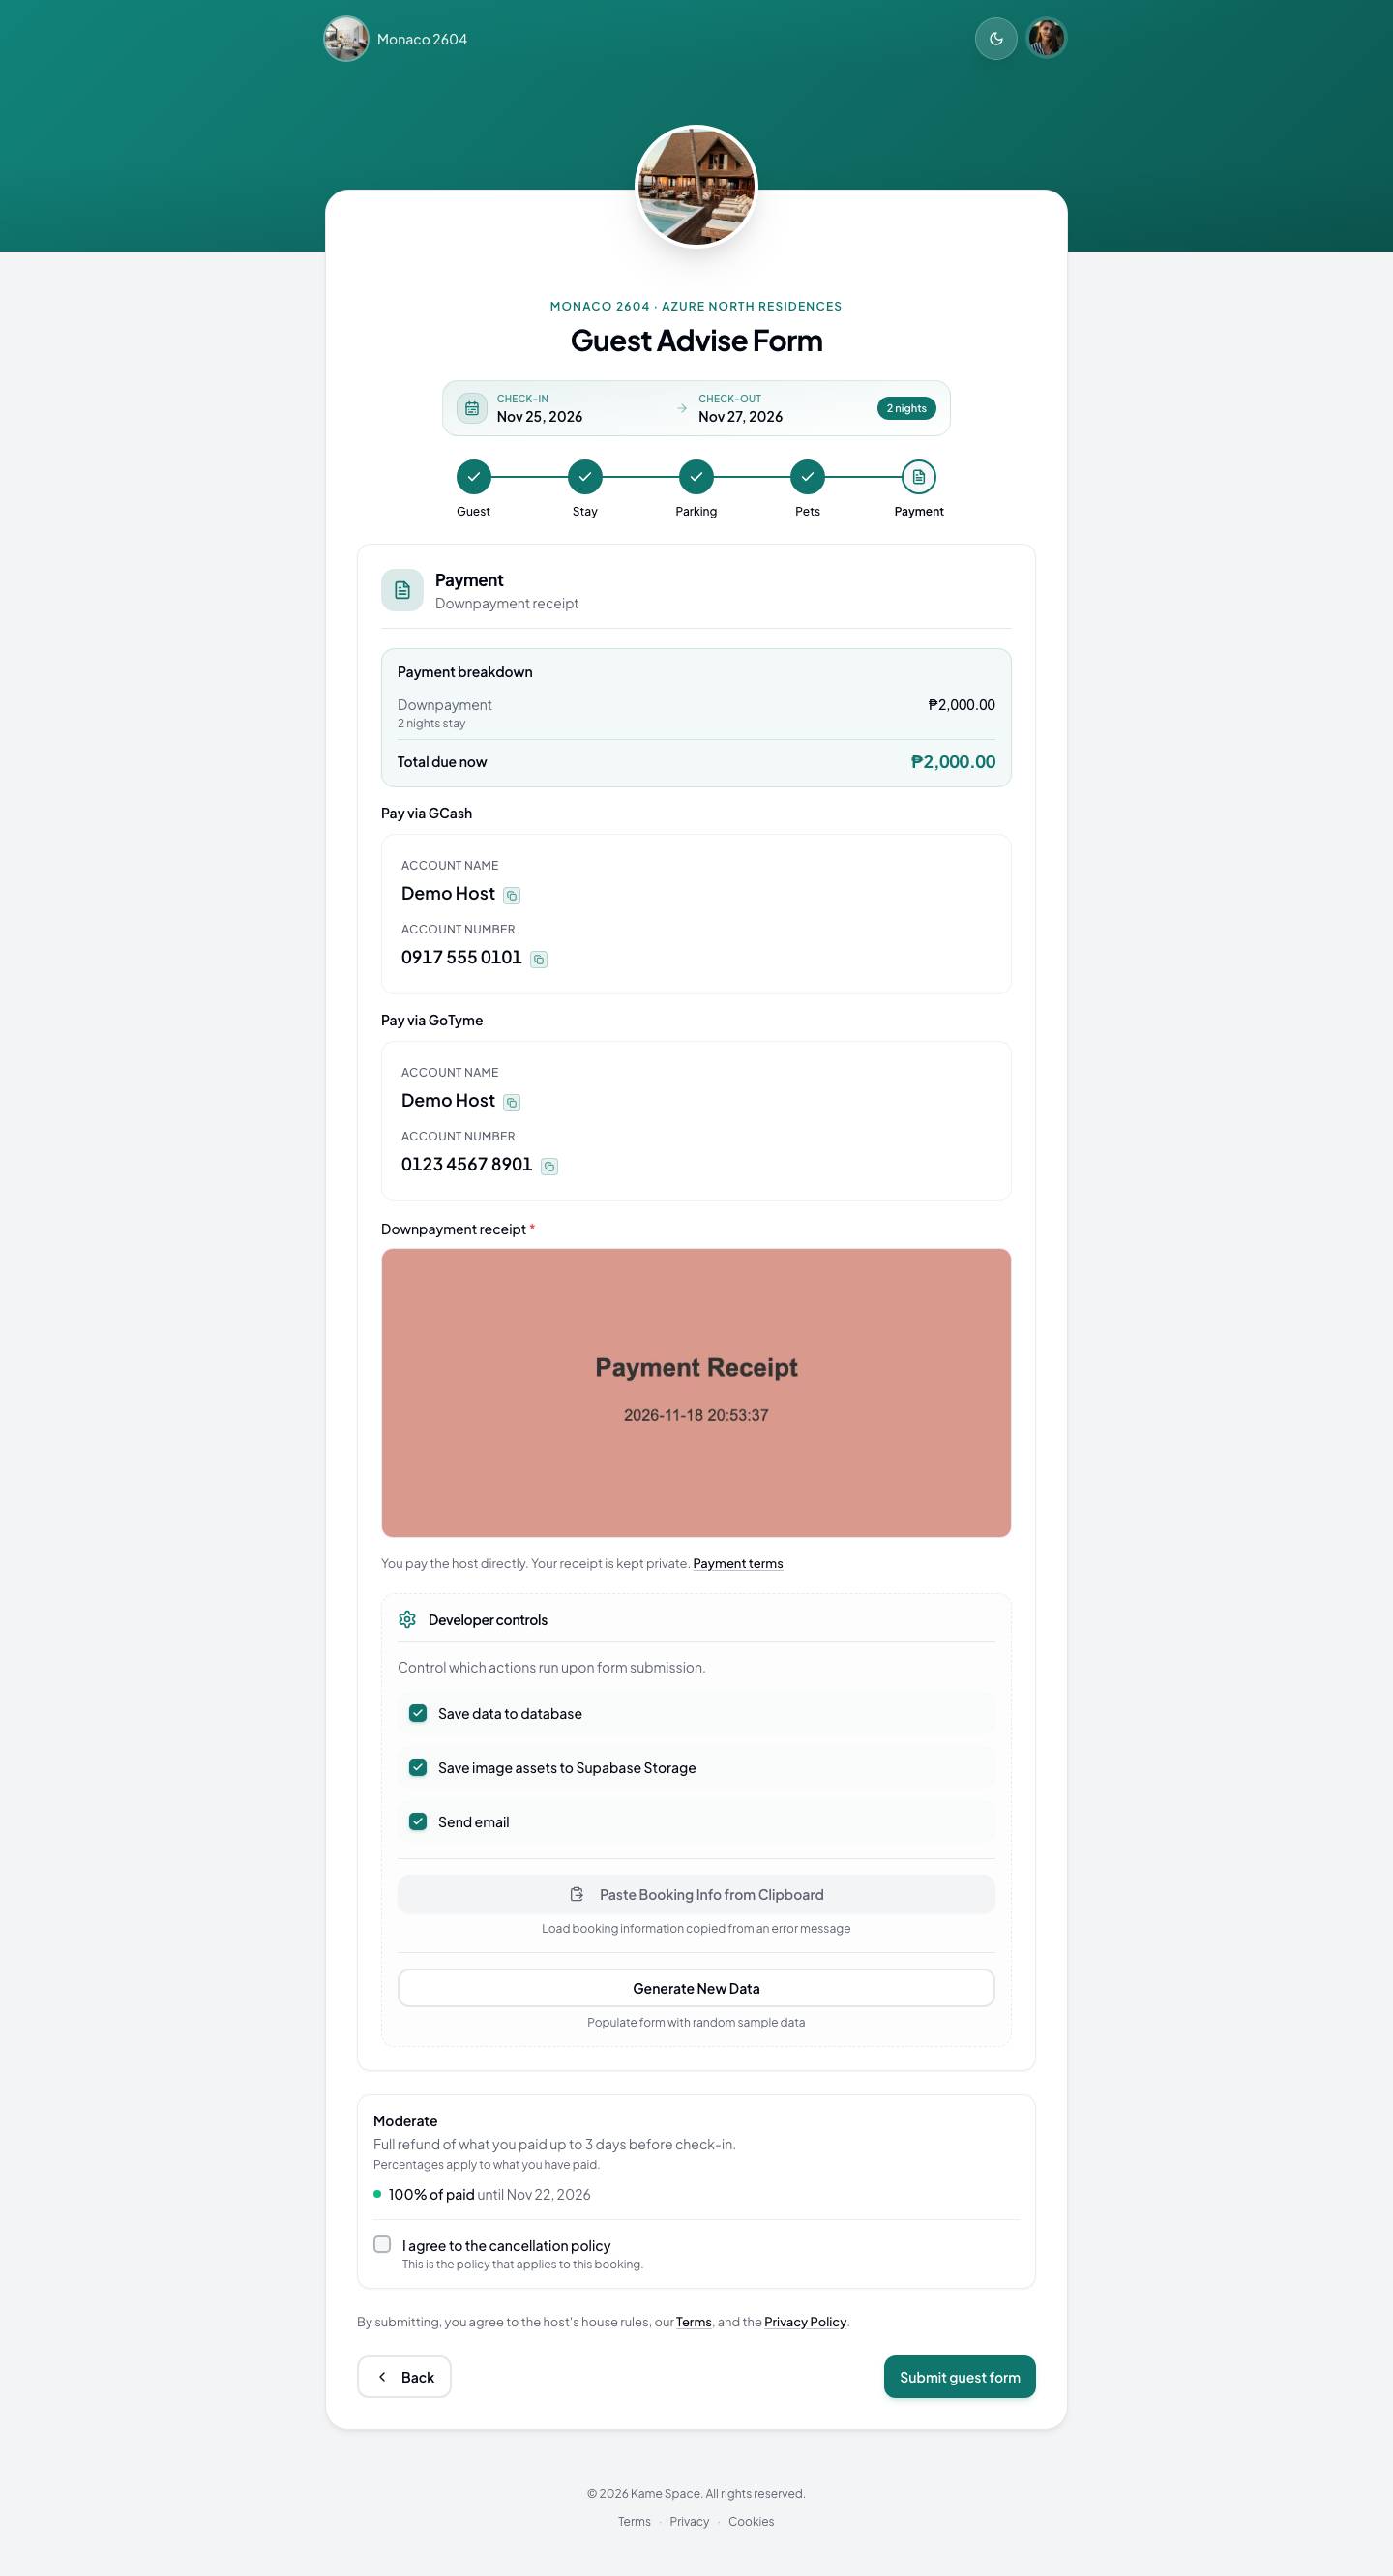 Monaco 2604
MONACO 2604 · AZURE NORTH RESIDENCES
Guest Advise Form
CHECK-IN
Nov 25, 2026
CHECK-OUT
Nov 27, 2026
2 nights
Guest
Stay
Parking
Pets
Payment
Payment
Downpayment receipt
Payment breakdown
Downpayment ₱2,000.00
2 nights stay
Total due now ₱2,000.00
Pay via GCash
ACCOUNT NAME
Demo Host
ACCOUNT NUMBER
0917 555 0101
Pay via GoTyme
ACCOUNT NAME
Demo Host
ACCOUNT NUMBER
0123 4567 8901
Downpayment receipt *
Payment Receipt
2026-11-18 20:53:37
You pay the host directly. Your receipt is kept private. Payment terms
Developer controls
Control which actions run upon form submission.
Save data to database
Save image assets to Supabase Storage
Send email
Paste Booking Info from Clipboard
Load booking information copied from an error message
Generate New Data
Populate form with random sample data
Moderate
Full refund of what you paid up to 3 days before check-in.
Percentages apply to what you have paid.
100% of paid until Nov 22, 2026
I agree to the cancellation policy
This is the policy that applies to this booking.
By submitting, you agree to the host's house rules, our Terms, and the Privacy Policy.
Back
Submit guest form
© 2026 Kame Space. All rights reserved.
Terms · Privacy · Cookies